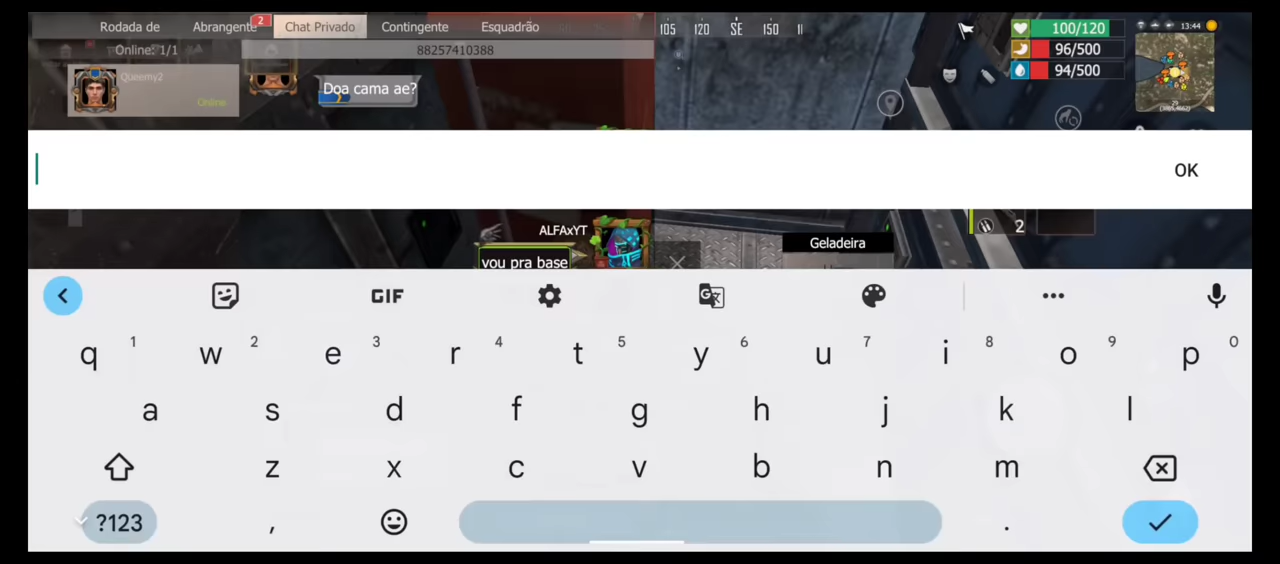 Rodada de Abrangente 2 Chat Privado Contingente Esquadrão
105 120 SE 150
13:44
100/120
Online: 1/1 88257410388
96/500
Queemy2
94/500
Doa cama ae?
Online
OK
2
ALFAxYT
Geladeira
vou pra base
GIF
q 1 w 2 e 3 r 4 t 5 y 6 u 7 i 8 o 9 p 0
a s d f g h j k l
z x c v b n m
?123 , .